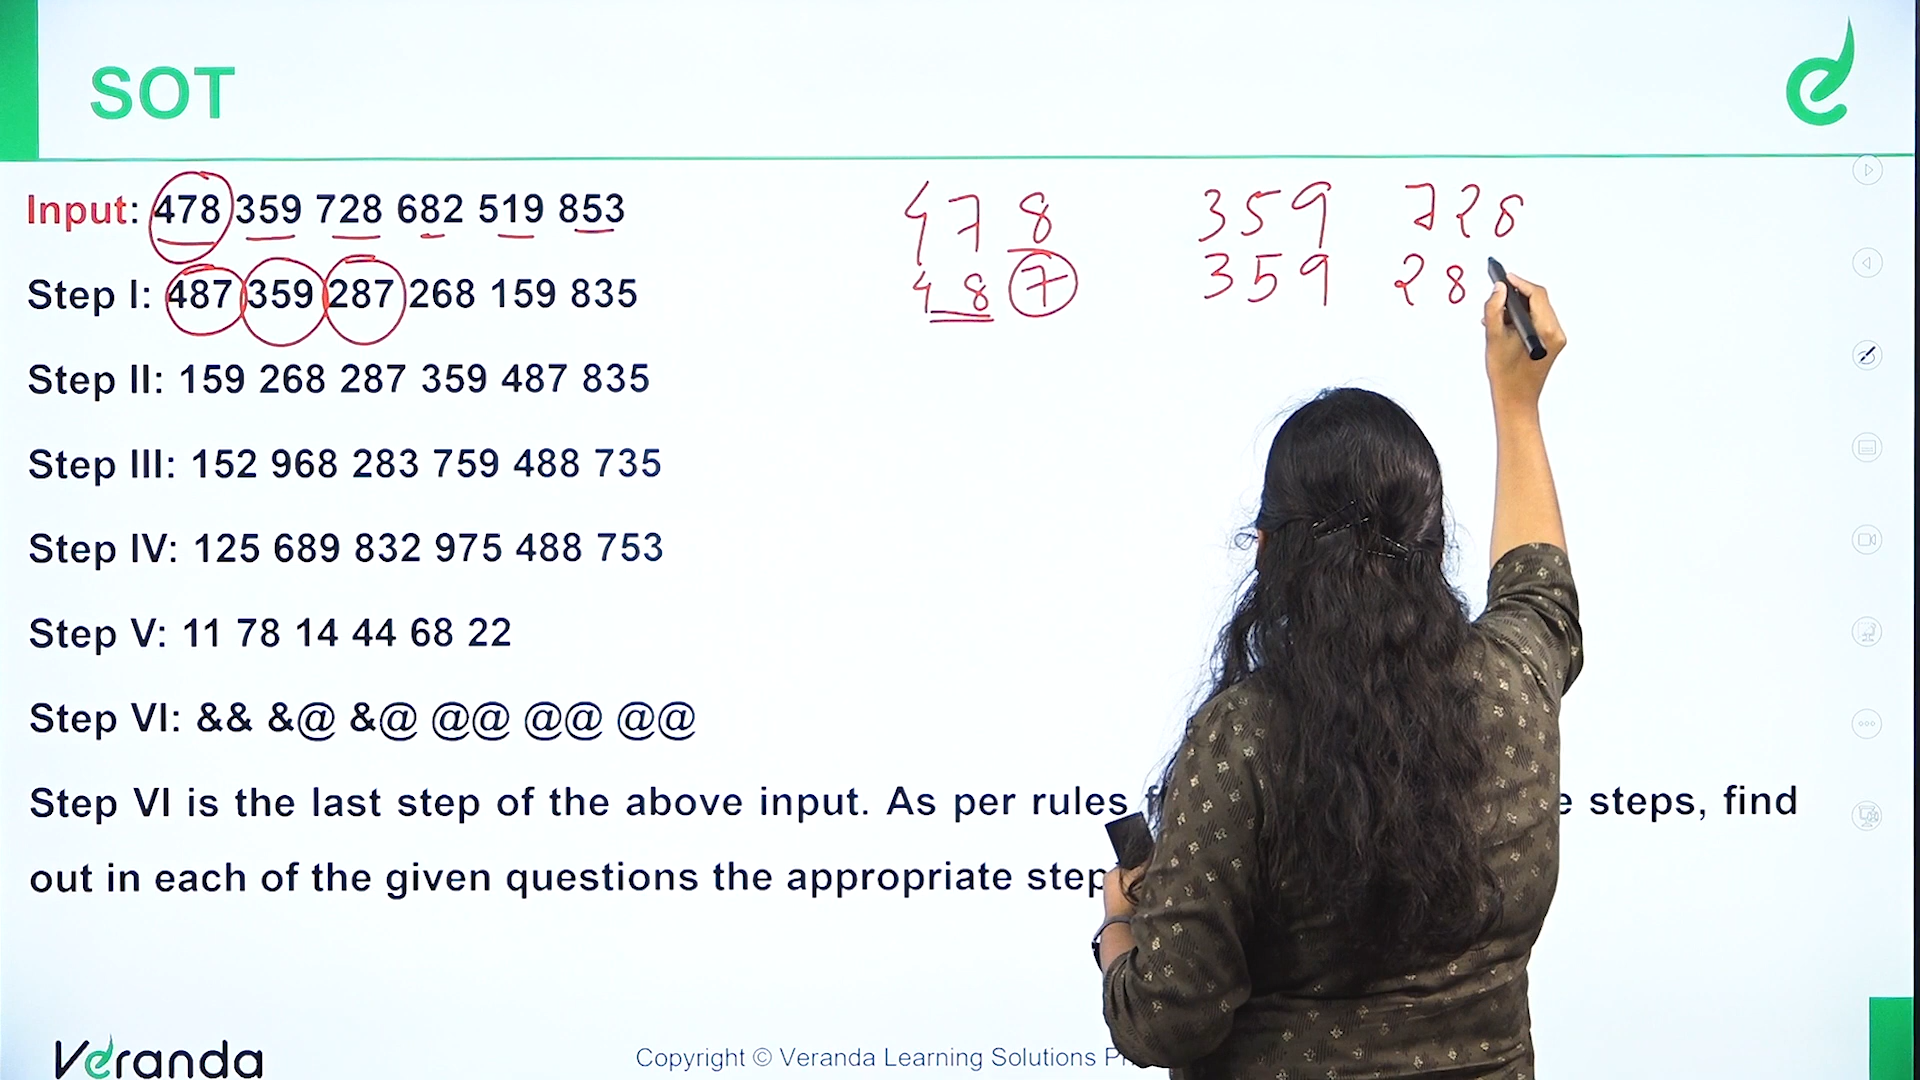 SOT
Input: 478 359 728 682 519 853
478 359 728
Step I: 487 359 287 268 159 835
487 359 28
Step II: 159 268 287 359 487 835
Step III: 152 968 283 759 488 735
Step IV: 125 689 832 975 488 753
Step V: 11 78 14 44 68 22
Step VI: && &@ &@ @@ @@ @@
Step VI is the last step of the above input. As per rules steps, find
out in each of the given questions the appropriate step
Veranda
Copyright © Veranda Learning Solutions